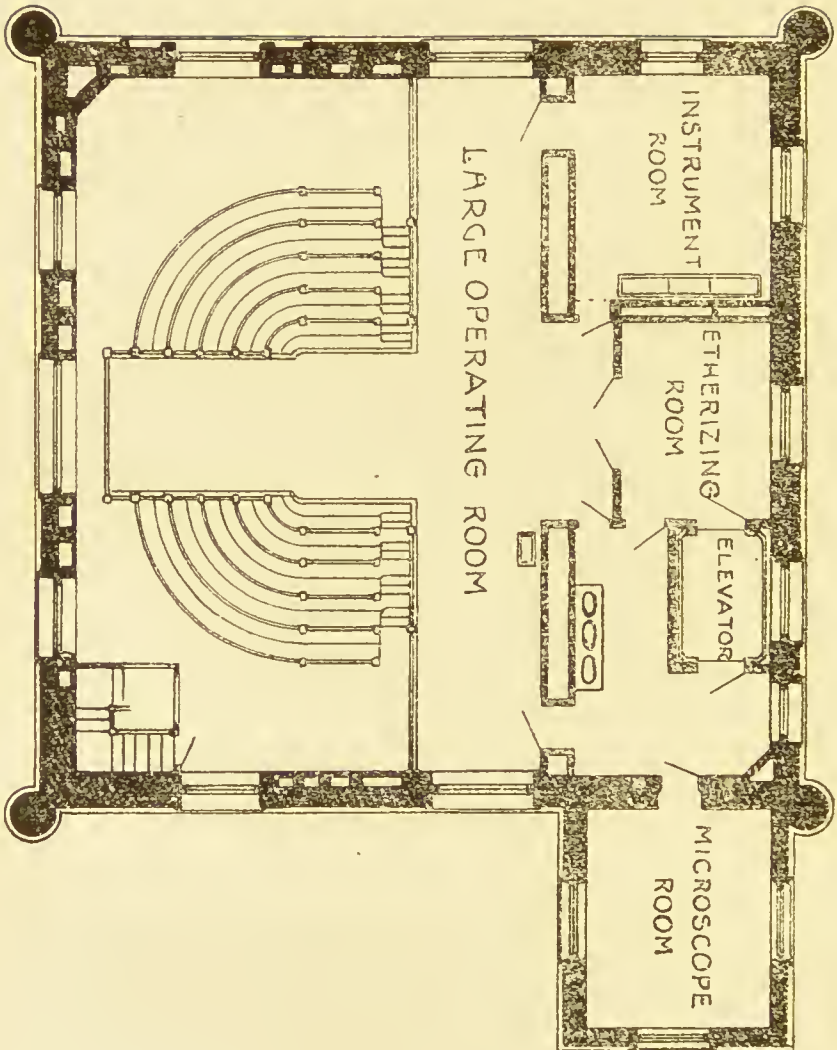 INSTRUMENT
ROOM
LARGE OPERATING ROOM
ETHERIZING
ROOM
ELEVATOR
MICROSCOPE
ROOM